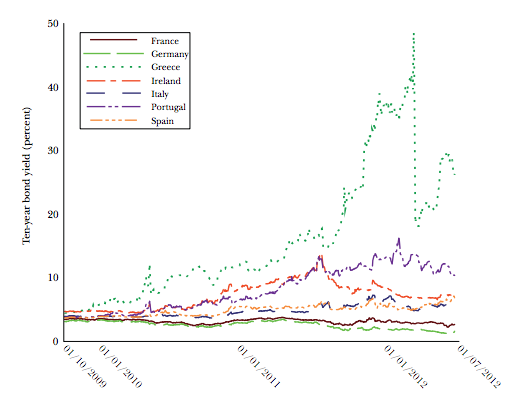 50
40
30
20
10
0
Ten-year bond yield (percent)
France
Germany
Greece
Ireland
Italy
Portugal
Spain
01/10/2009
01/01/2010
01/01/2011
01/01/2012
01/07/2012